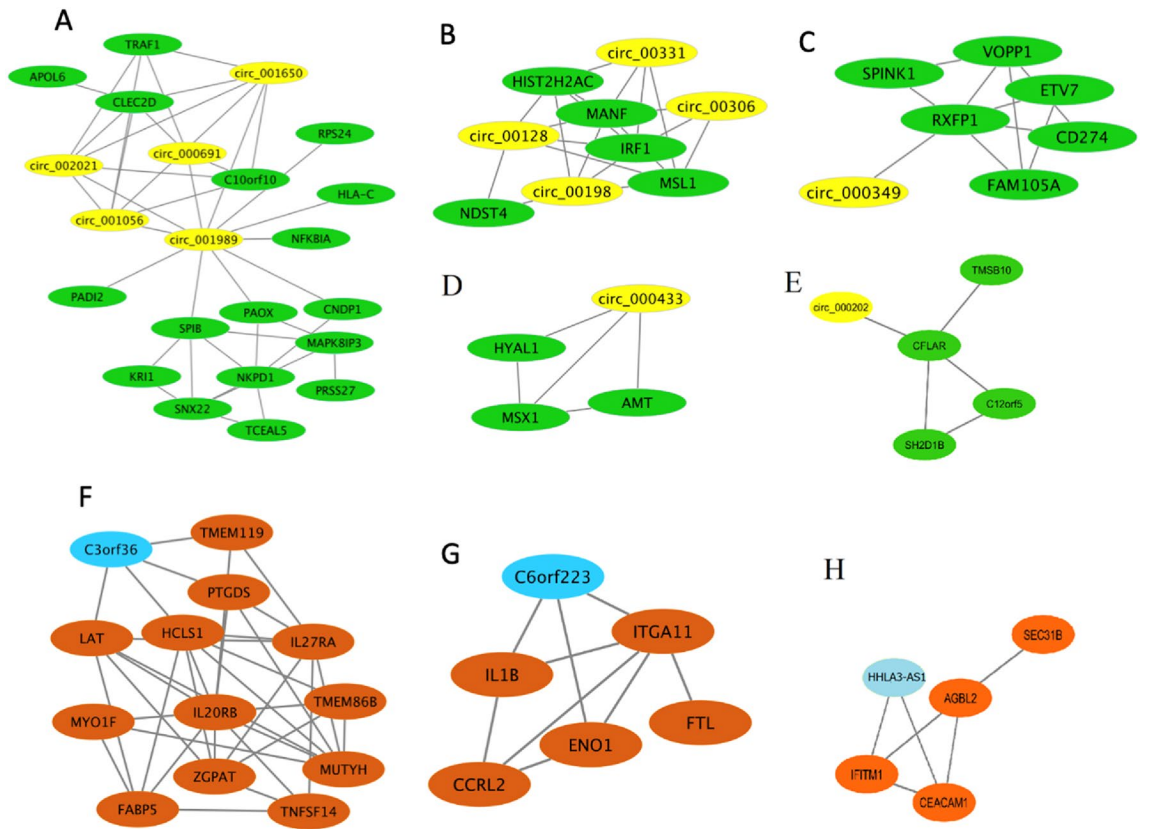 A
TRAF1
circ_001650
APOL6
CLEC2D
RPS24
circ_000691
circ_002021
C10orf10
HLA-C
circ_001056
circ_001989
NFKBIA
PADI2
CNDP1
PAOX
SPIB
MAPK8IP3
KRI1
NKPD1
PRSS27
SNX22
TCEAL5
B
circ_00331
HIST2H2AC
MANF
circ_00306
circ_00128
IRF1
circ_00198
MSL1
NDST4
C
VOPP1
SPINK1
ETV7
RXFP1
CD274
circ_000349
FAM105A
D
circ_000433
HYAL1
AMT
MSX1
E
TMSB10
circ_000202
CFLAR
C12orf5
SH2D1B
F
TMEM119
C3orf36
PTGDS
LAT
HCLS1
IL27RA
TMEM86B
MYO1F
IL20RB
ZGPAT
MUTYH
FABP5
TNFSF14
G
C6orf223
ITGA11
IL1B
FTL
ENO1
CCRL2
H
SEC31B
HHLA3-AS1
AGBL2
IFITM1
CEACAM1